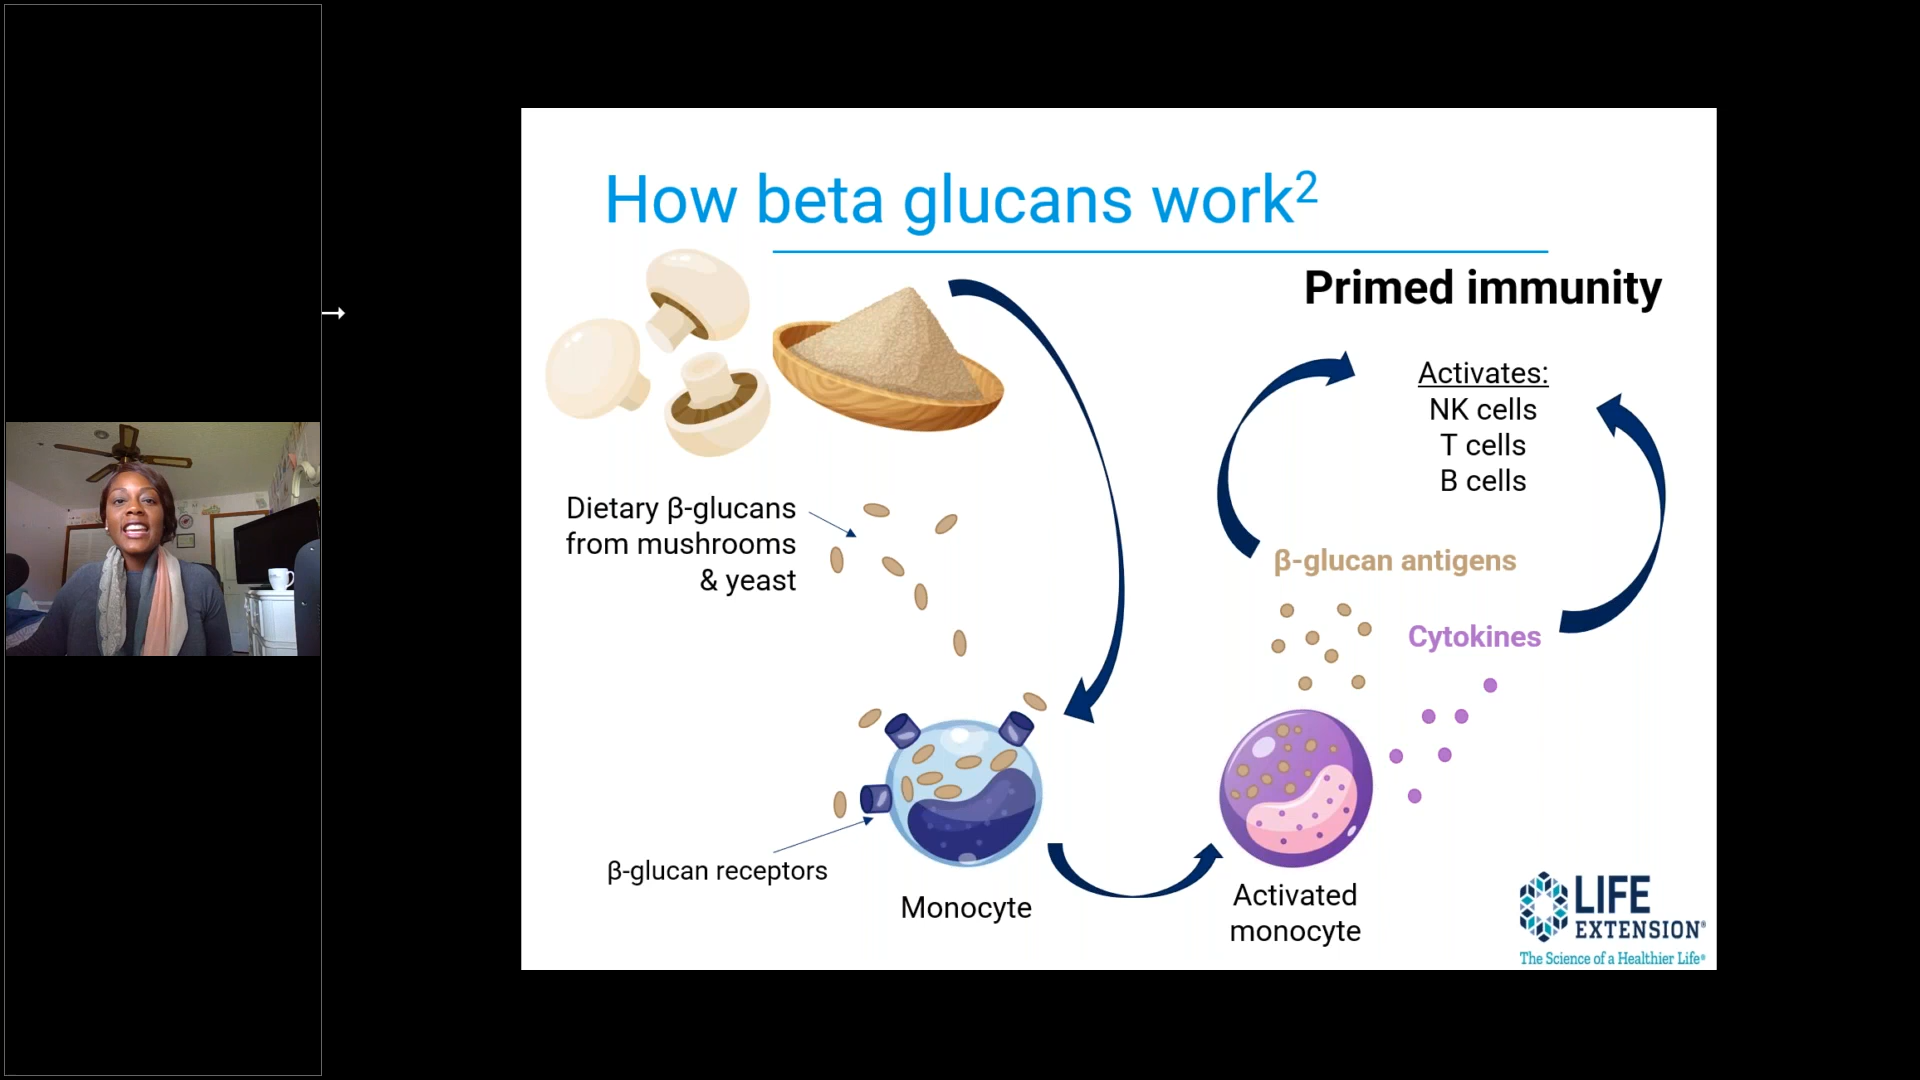 How beta glucans work²
Primed immunity
Activates:
NK cells
T cells
B cells
Dietary β-glucans
from mushrooms
& yeast
β-glucan antigens
Cytokines
β-glucan receptors
Monocyte
Activated
monocyte
LIFE
EXTENSION®
The Science of a Healthier Life®